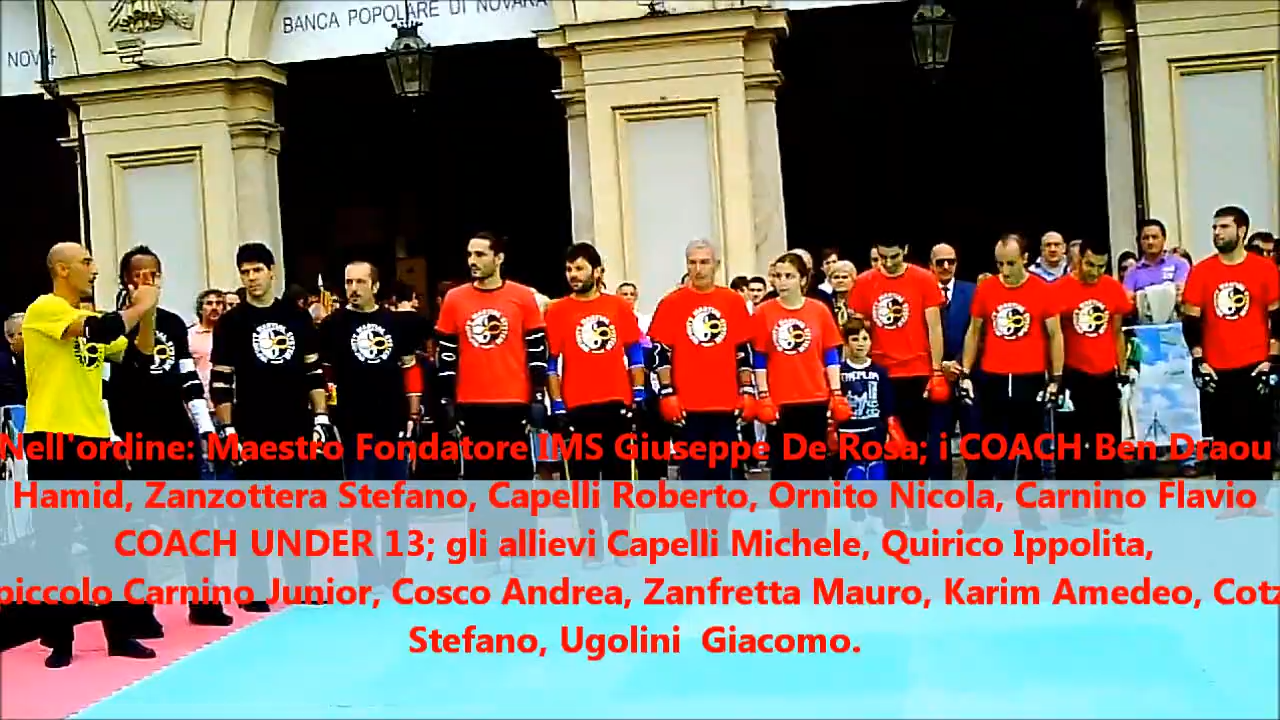 BANCA POPOLARE DI NOVARA
Nell'ordine: Maestro Fondatore IMS Giuseppe De Rosa; i COACH Ben Draou
Hamid, Zanzottera Stefano, Capelli Roberto, Ornito Nicola, Carnino Flavio
COACH UNDER 13; gli allievi Capelli Michele, Quirico Ippolita,
piccolo Carnino Junior, Cosco Andrea, Zanfretta Mauro, Karim Amedeo, Cotz
Stefano, Ugolini Giacomo.